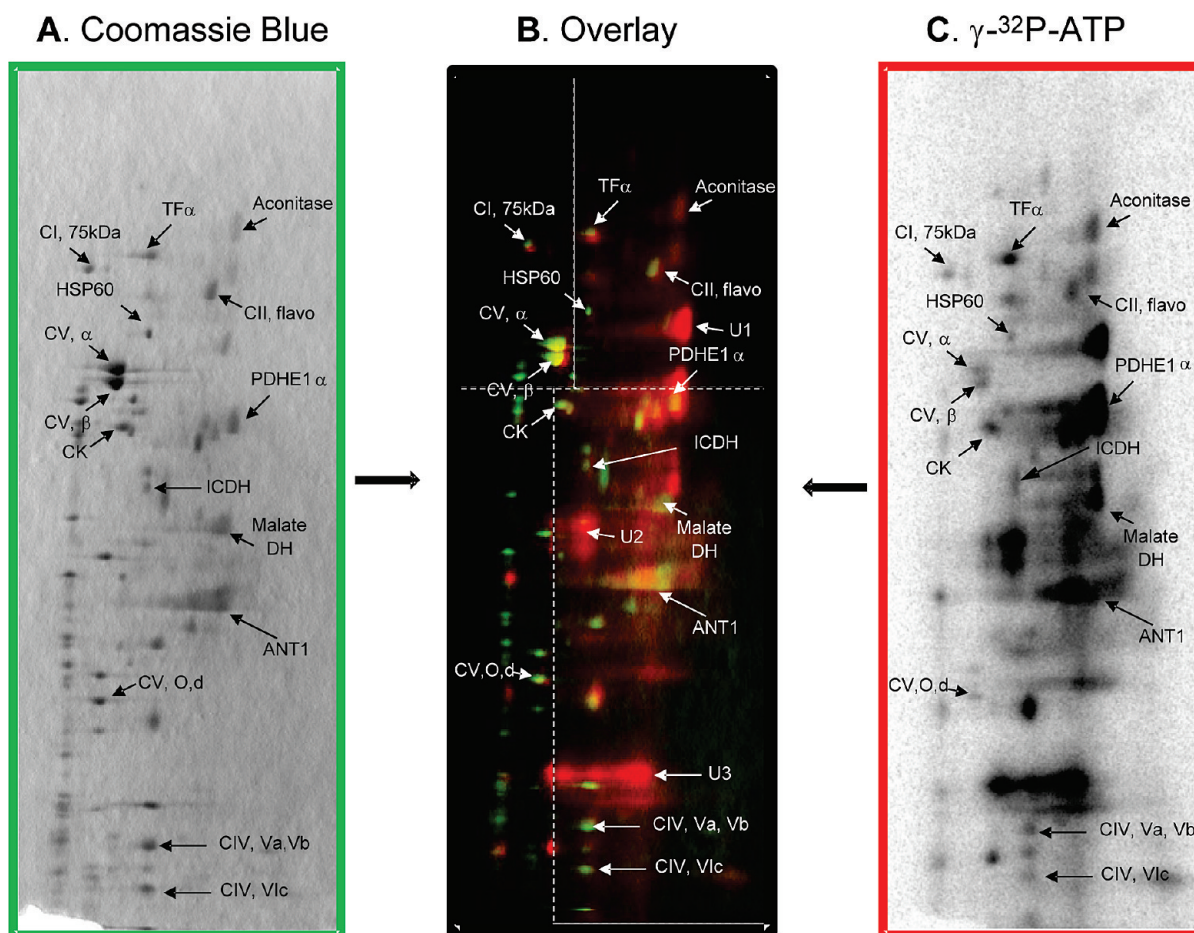 A. Coomassie Blue
B. Overlay
C. γ-³²P-ATP
Aconitase
TFα
CI, 75kDa
HSP60
CII, flavo
CV, α
PDHE1 α
CV, β
CK
ICDH
Malate
DH
ANT1
CV, O,d
CIV, Va,Vb
CIV, VIc
TFα
Aconitase
CI, 75kDa
HSP60
CII, flavo
CV, α
U1
PDHE1 α
CV, β
CK
ICDH
U2
Malate
DH
ANT1
CV,O,d
U3
CIV, Va, Vb
CIV, VIc
TFα
Aconitase
CI, 75kDa
HSP60
CII, flavo
CV, α
PDHE1 α
CV, β
CK
ICDH
Malate
DH
ANT1
CV,O,d
CIV, Va, Vb
CIV, VIc